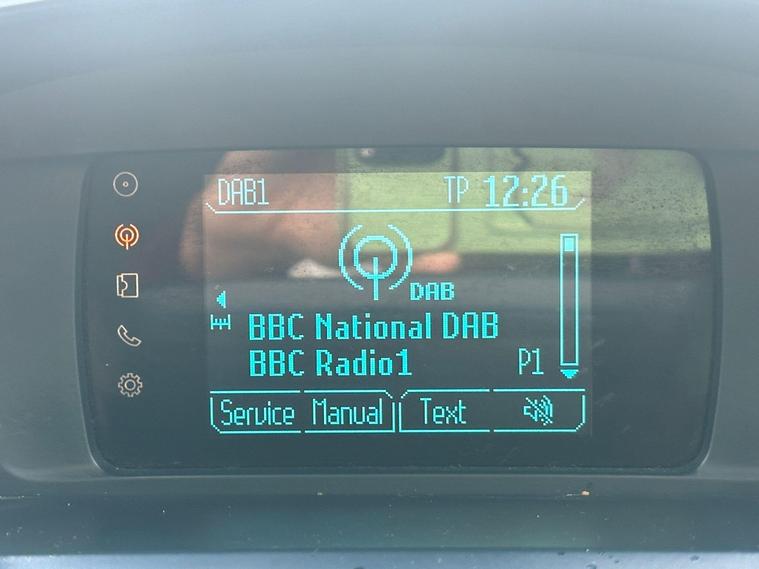 DAB1 TP 12:26
DAB
BBC National DAB
BBC Radio1 P1
Service Manual Text